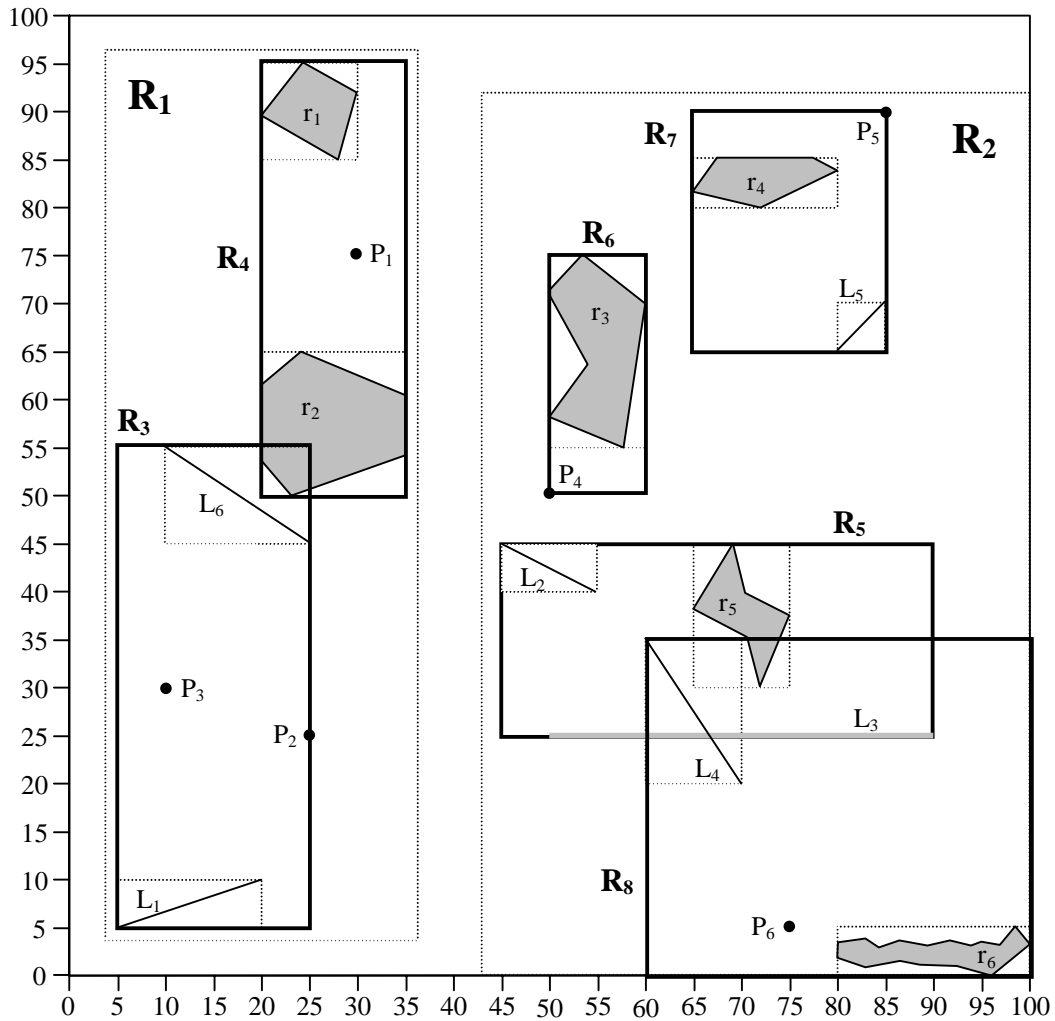 100
95
R₁
90
r₁
R₇
P₅
R₂
85
r₄
80
R₆
75
R₄
P₁
70
L₅
r₃
65
60
r₂
R₃
55
50
P₄
L₆
R₅
45
L₂
40
r₅
35
30
P₃
L₃
25
P₂
20
L₄
15
10
R₈
L₁
P₆
5
r₆
0
0 5 10 15 20 25 30 35 40 45 50 55 60 65 70 75 80 85 90 95 100